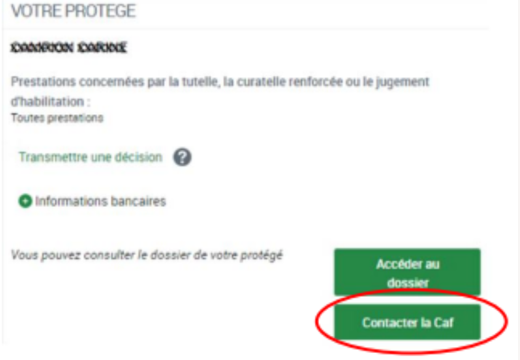 VOTRE PROTEGE
Prestations concernées par la tutelle, la curatelle renforcée ou le jugement
d'habilitation :
Toutes prestations
Transmettre une décision ?
Informations bancaires
Vous pouvez consulter le dossier de votre protégé
Accéder au
dossier
Contacter la Caf